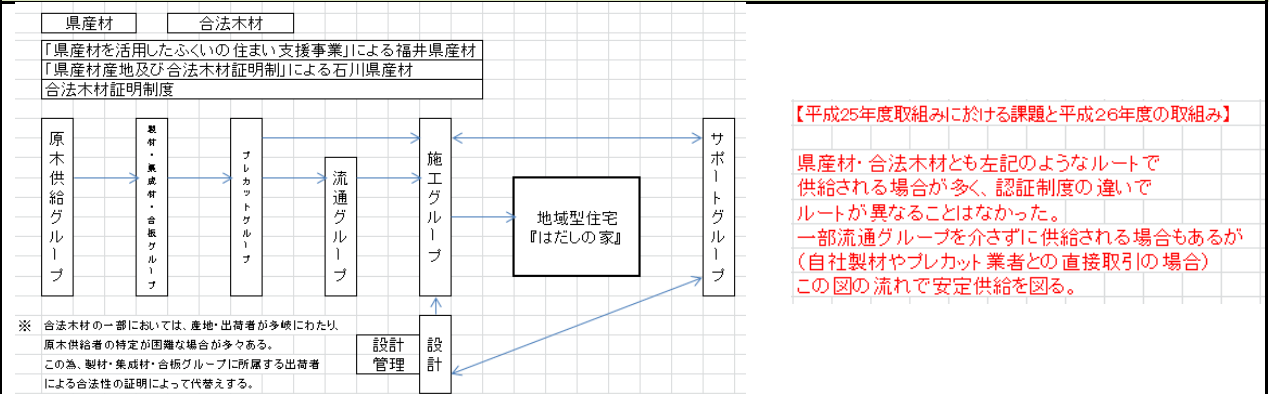 県産材
合法木材
「県産材を活用したふくいの住まい支援事業」による福井県産材
「県産材産地及び合法木材証明制」による石川県産材
合法木材証明制度
原木供給グループ
製材・集成材・合板グループ
プレカットグループ
流通グループ
施工グループ
地域型住宅
『はだしの家』
サポートグループ
設計
管理
設計
※ 合法木材の一部においては、産地・出荷者が多岐にわたり、
原木供給者の特定が困難な場合が多々ある。
この為、製材・集成材・合板グループに所属する出荷者
による合法性の証明によって代替えする。
【平成25年度取組みに於ける課題と平成26年度の取組み】
県産材・合法木材とも左記のようなルートで
供給される場合が多く、認証制度の違いで
ルートが異なることはなかった。
一部流通グループを介さずに供給される場合もあるが
（自社製材やプレカット業者との直接取引の場合）
この図の流れで安定供給を図る。